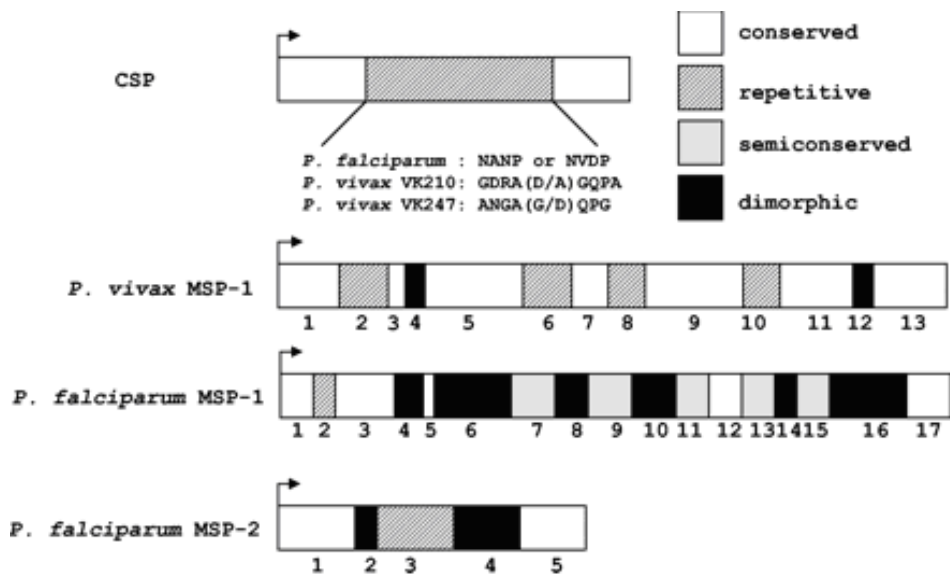 conserved
CSP
repetitive
semiconserved
P. falciparum : NANP or NVDP
P. vivax VK210: GDRA(D/A)GQPA
P. vivax VK247: ANGA(G/D)QPG
dimorphic
P. vivax MSP-1
1 2 3 4 5 6 7 8 9 10 11 12 13
P. falciparum MSP-1
1 2 3 4 5 6 7 8 9 10 11 12 13 14 15 16 17
P. falciparum MSP-2
1 2 3 4 5